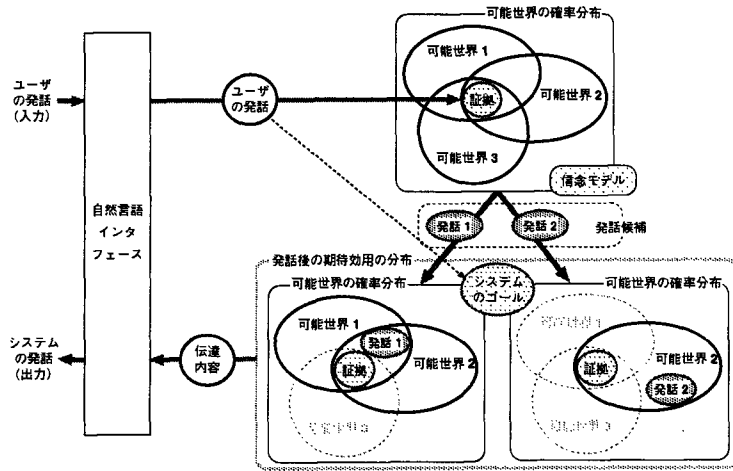 可能世界の確率分布
可能世界 1
ユーザ
の発話
(入力)
ユーザ
の発話
可能世界 2
証拠
可能世界 3
信念モデル
自然言語
インタ
フェース
発話 1
発話 2
発話候補
発話後の期待効用の分布
可能世界の確率分布
システム
のゴール
可能世界の確率分布
可能世界 1
発話 1
可能世界 2
証拠
システム
の発話
(出力)
伝達
内容
可能世界 2
証拠
発話 2